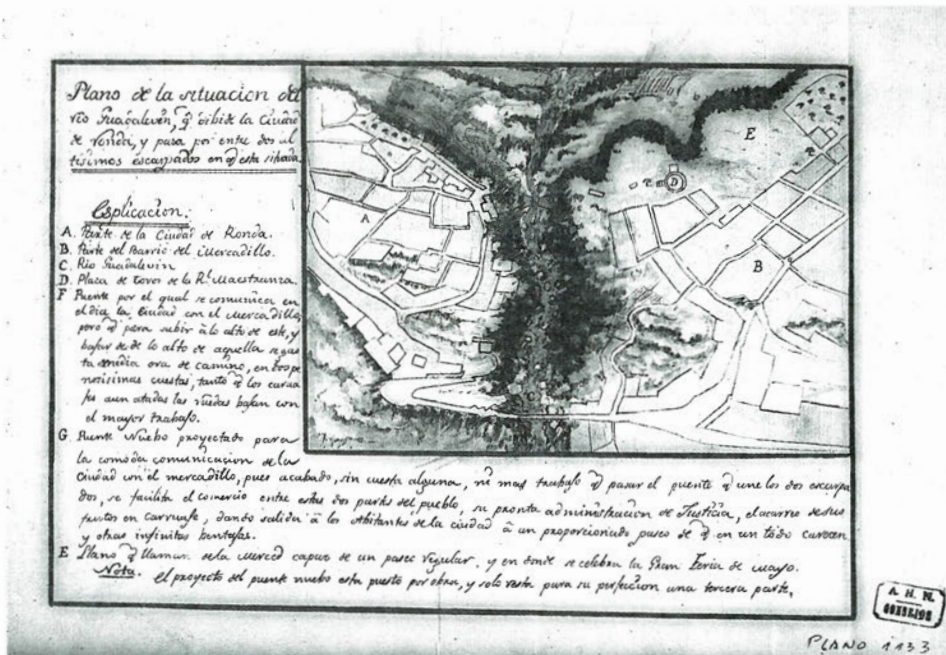 Plano de la situacion del
río Guadalevin, q̃ dibide la Ciudad
de Ronda, y pasa por entre dos al
tisimos escarpados en q̃ esta situada.
Esplicacion.
A. Parte de la Ciudad de Ronda.
B. Parte del Barrio del Mercadillo.
C. Rio Guadalevin
D. Plaza de toros de la R.l Maestranza.
F Puente por el qual se comunica en
el dia la Ciudad con el mercadillo,
pero q̃ para subir â lo alto de este, y
bajar de lo alto de aquella se gas
ta media ora de camino, en dos pe
nosisimas cuestas, tanto q̃ los carua
jes aun atadas las ruedas bajan con
el mayor trabajo.
G. Puente Nuebo proyectado para
la comoda comunicacion de la
Ciudad con el mercadillo, pues acabado, sin cuesta alguna, ni mas trabajo q̃ pasar el puente q̃ une los dos escarpa
dos, se facilita el comercio entre estas dos partes del pueblo, su pronta administracion de Justicia, el acarreo de sus
frutos en carruaje, dando salida â los abitantes de la ciudad â un proporcionado paseo de q̃ en un todo carecen
y otras infinitas bentajas.
E Llano q̃ llaman de la merced capaz de un paseo regular, y en donde se celebra la Gran Feria de mayo.
Nota. El proyecto del puente nuebo esta puesto por obra, y solo resta para su perfeccion una tercera parte.
A
B
C
D
E
A. H. N.
CONSEJOS
PLANO 1133